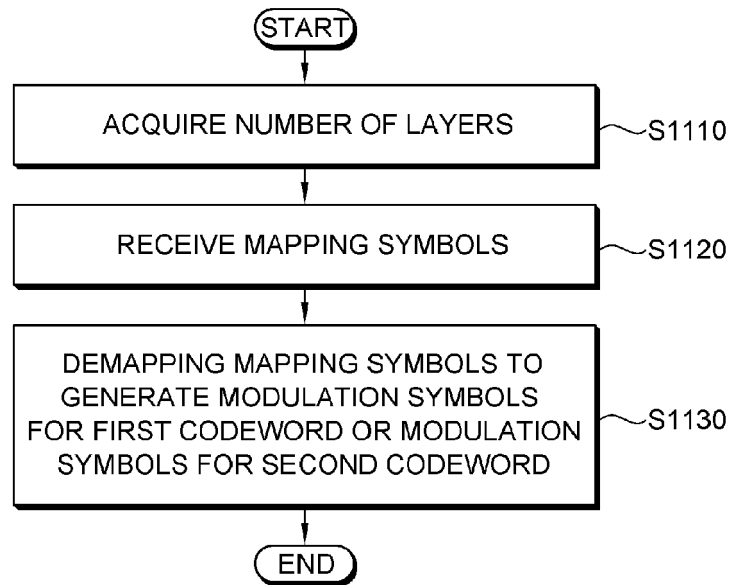 START
ACQUIRE NUMBER OF LAYERS
S1110
RECEIVE MAPPING SYMBOLS
S1120
DEMAPPING MAPPING SYMBOLS TO
GENERATE MODULATION SYMBOLS
FOR FIRST CODEWORD OR MODULATION
SYMBOLS FOR SECOND CODEWORD
S1130
END